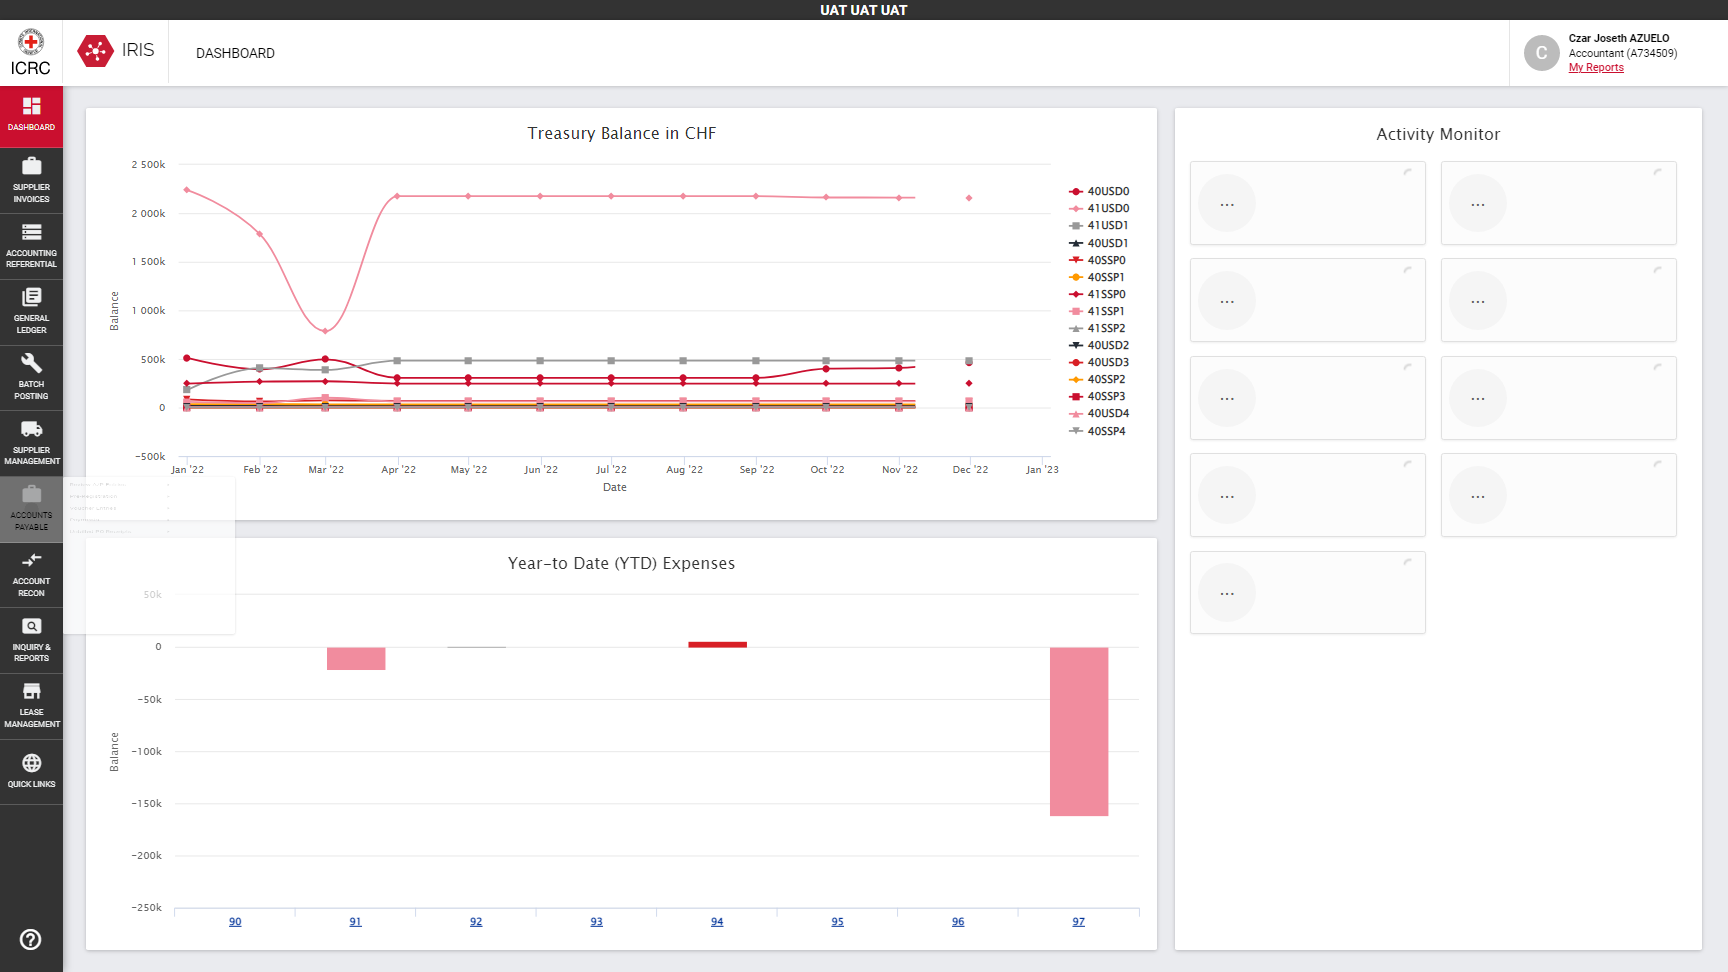 UAT UAT UAT
ICRC
IRIS
DASHBOARD
C
Czar Joseth AZUELO
Accountant (A734509)
My Reports
DASHBOARD
SUPPLIER
INVOICES
ACCOUNTING
REFERENTIAL
GENERAL
LEDGER
BATCH
POSTING
SUPPLIER
MANAGEMENT
ACCOUNTS
PAYABLE
ACCOUNT
RECON
INQUIRY &
REPORTS
LEASE
MANAGEMENT
QUICK LINKS
Treasury Balance in CHF
2 500k
2 000k
1 500k
1 000k
500k
0
-500k
Balance
Jan '22
Feb '22
Mar '22
Apr '22
May '22
Jun '22
Jul '22
Aug '22
Sep '22
Oct '22
Nov '22
Dec '22
Jan '23
Date
40USD0
41USD0
41USD1
40USD1
40SSP0
40SSP1
41SSP0
41SSP1
41SSP2
40USD2
40USD3
40SSP2
40SSP3
40USD4
40SSP4
Year-to Date (YTD) Expenses
50k
0
-50k
-100k
-150k
-200k
-250k
Balance
90
91
92
93
94
95
96
97
Activity Monitor
...
...
...
...
...
...
...
...
...